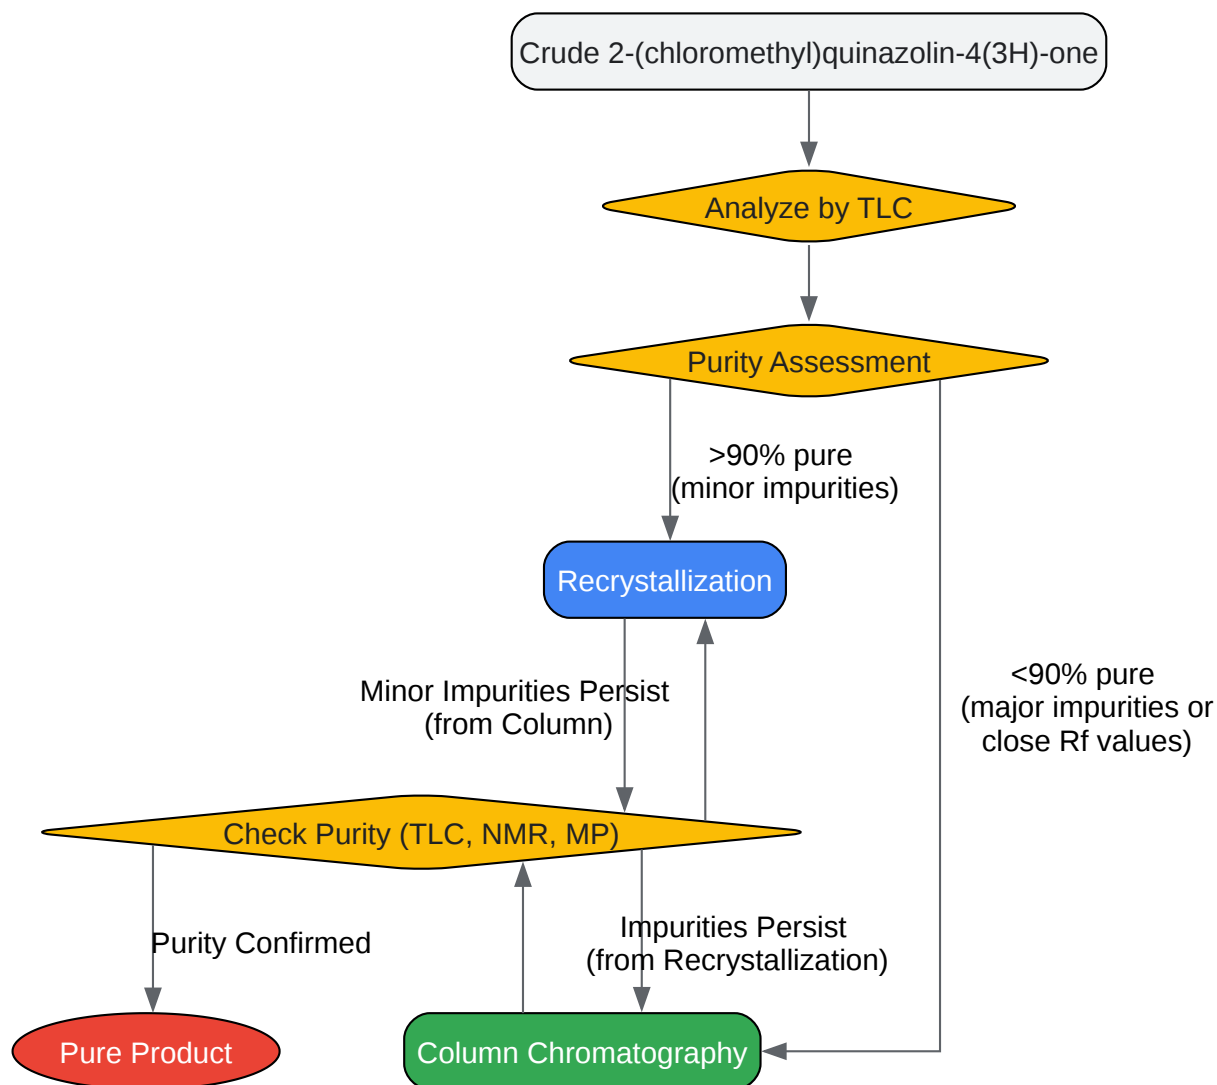 Crude 2-(chloromethyl)quinazolin-4(3H)-one
Analyze by TLC
Purity Assessment
>90% pure
(minor impurities)
Recrystallization
<90% pure
(major impurities or
close Rf values)
Minor Impurities Persist
(from Column)
Check Purity (TLC, NMR, MP)
Purity Confirmed
Impurities Persist
(from Recrystallization)
Pure Product
Column Chromatography